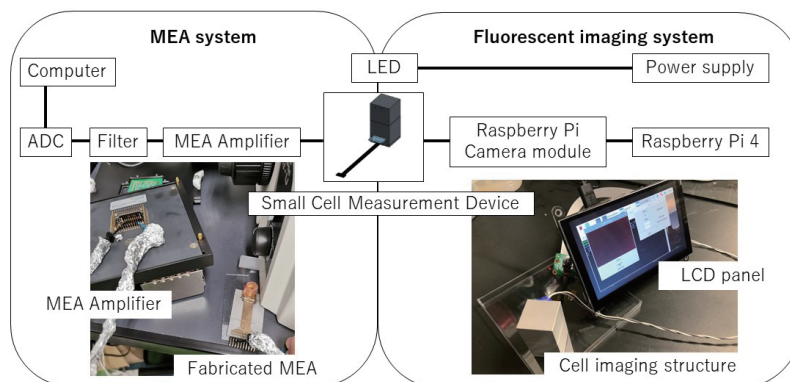 MEA system
Fluorescent imaging system
Computer
LED
Power supply
ADC
Filter
MEA Amplifier
Raspberry Pi
Camera module
Raspberry Pi 4
Small Cell Measurement Device
MEA Amplifier
Fabricated MEA
LCD panel
Cell imaging structure